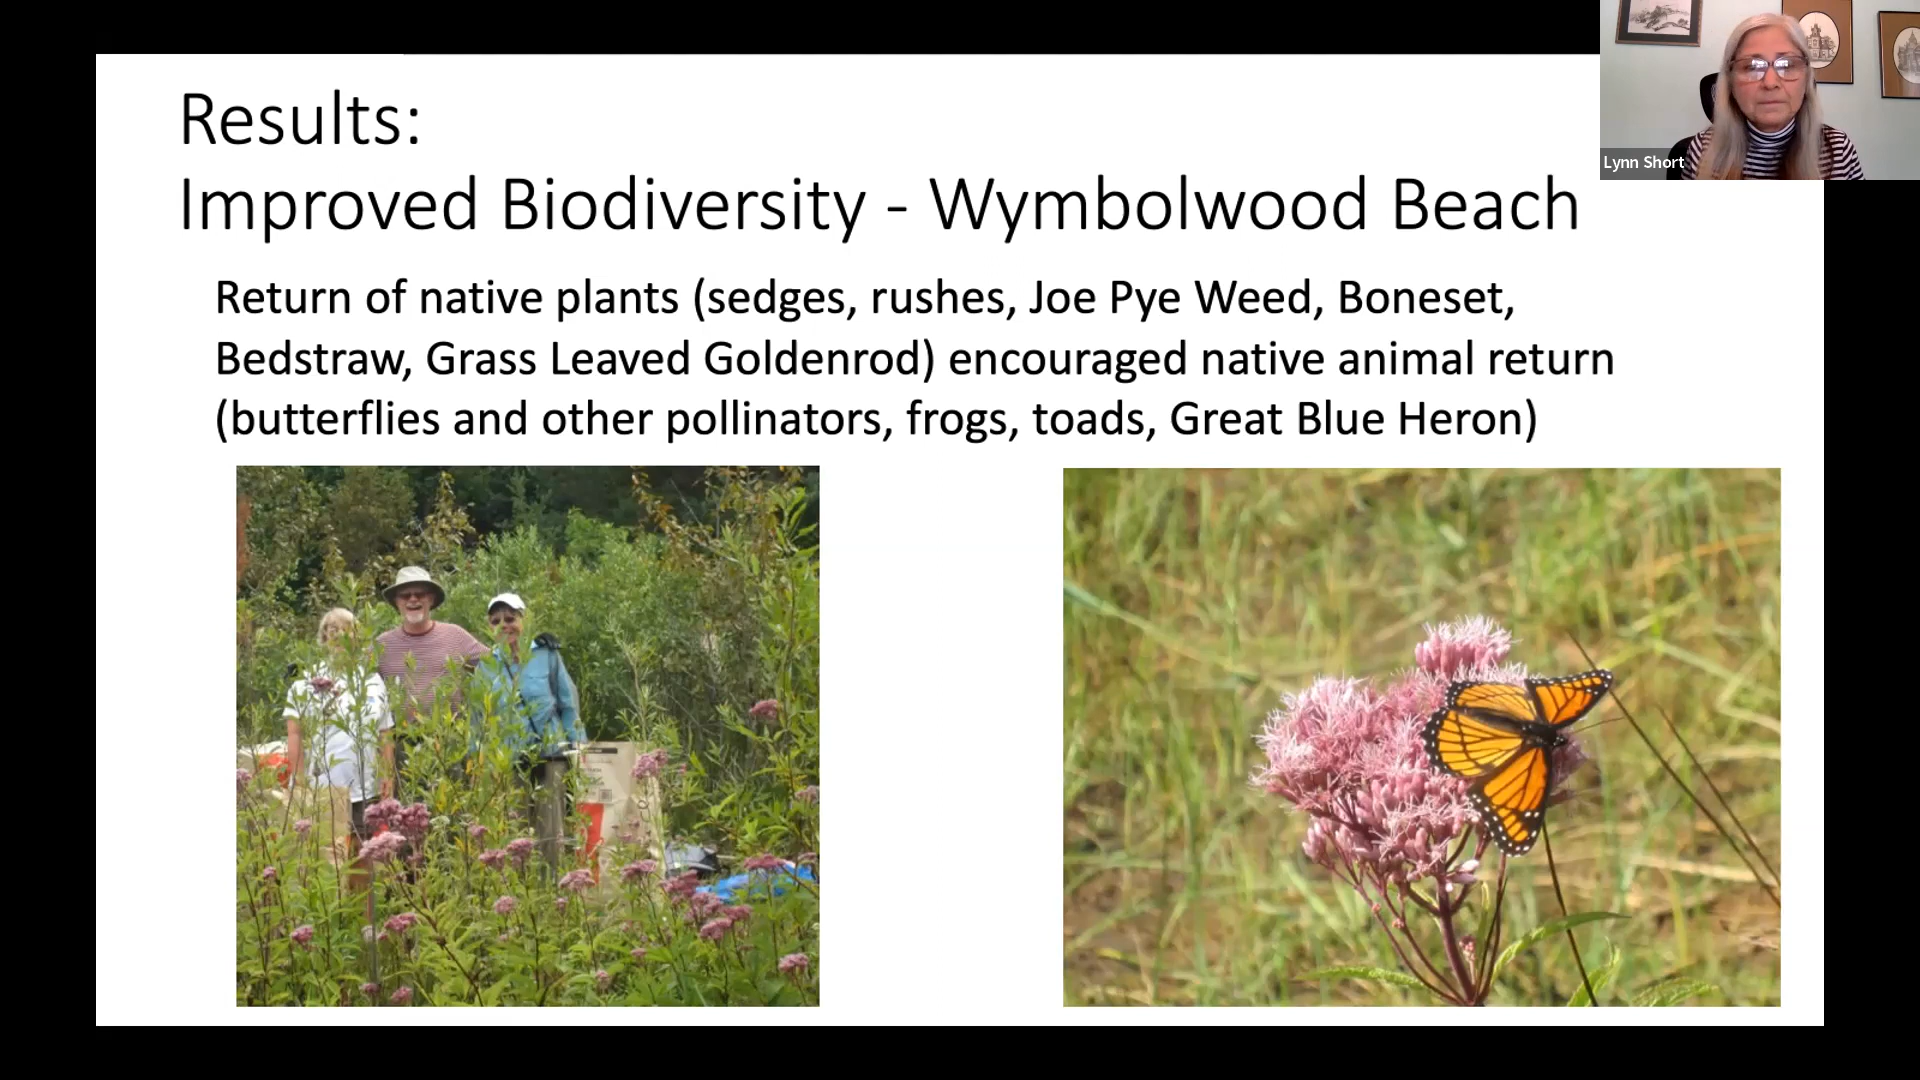 Results:
Improved Biodiversity - Wymbolwood Beach
Return of native plants (sedges, rushes, Joe Pye Weed, Boneset,
Bedstraw, Grass Leaved Goldenrod) encouraged native animal return
(butterflies and other pollinators, frogs, toads, Great Blue Heron)
Lynn Short